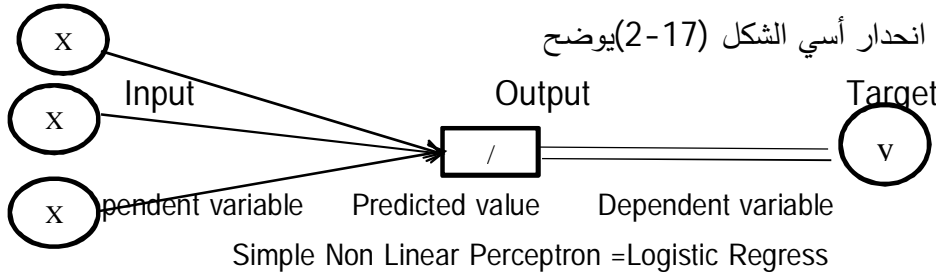 انحدار أسي الشكل (17-2)يوضح
X
Input Output Target
X
/
v
X
pendent variable Predicted value Dependent variable
Simple Non Linear Perceptron =Logistic Regress